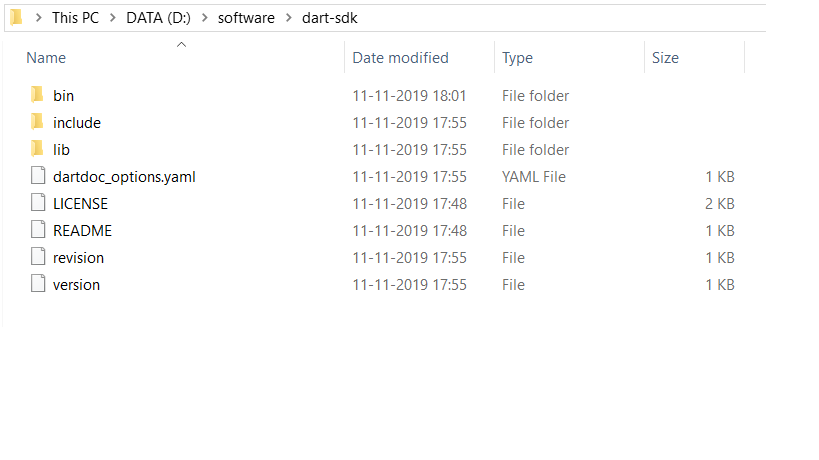 This PC > DATA (D:) > software > dart-sdk
Name Date modified Type Size
bin 11-11-2019 18:01 File folder
include 11-11-2019 17:55 File folder
lib 11-11-2019 17:55 File folder
dartdoc_options.yaml 11-11-2019 17:55 YAML File 1 KB
LICENSE 11-11-2019 17:48 File 2 KB
README 11-11-2019 17:48 File 1 KB
revision 11-11-2019 17:55 File 1 KB
version 11-11-2019 17:55 File 1 KB